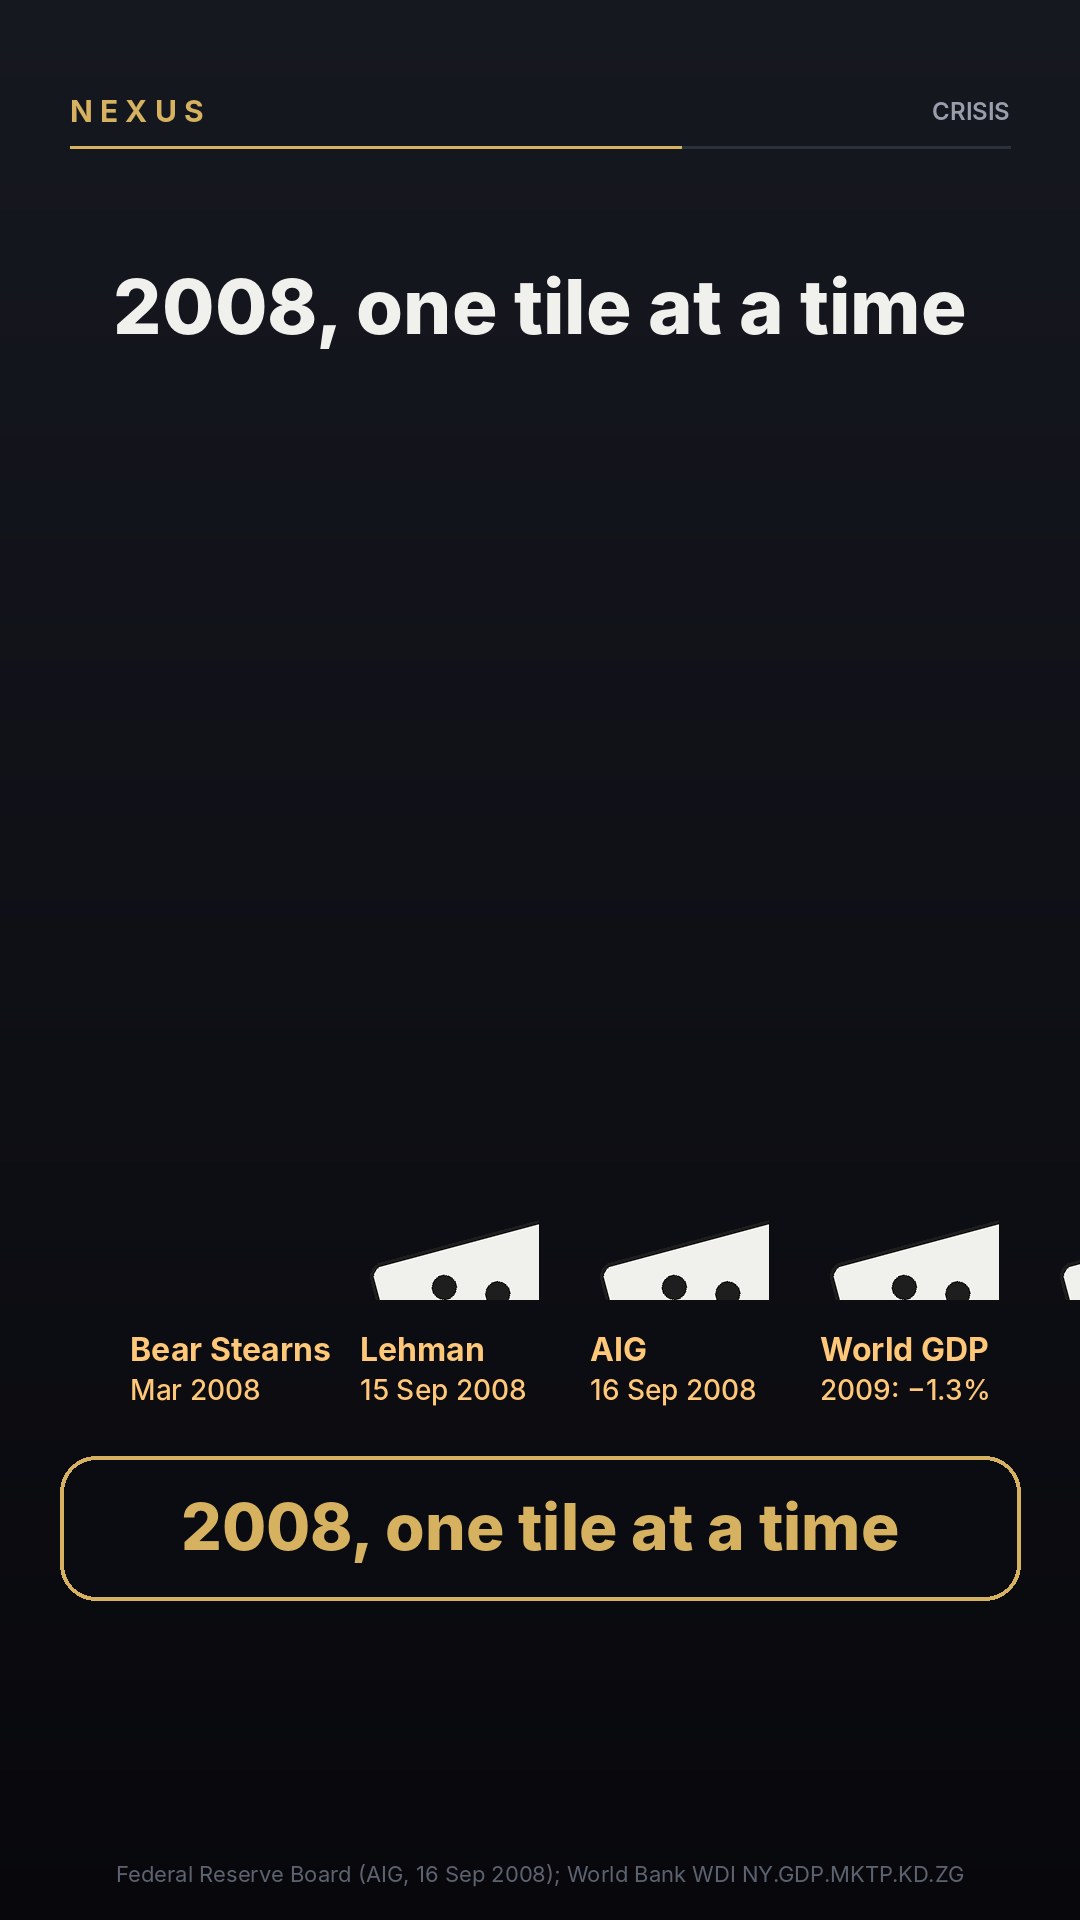 NEXUS
CRISIS
2008, one tile at a time
Bear Stearns
Mar 2008
Lehman
15 Sep 2008
AIG
16 Sep 2008
World GDP
2009: −1.3%
2008, one tile at a time
Federal Reserve Board (AIG, 16 Sep 2008); World Bank WDI NY.GDP.MKTP.KD.ZG